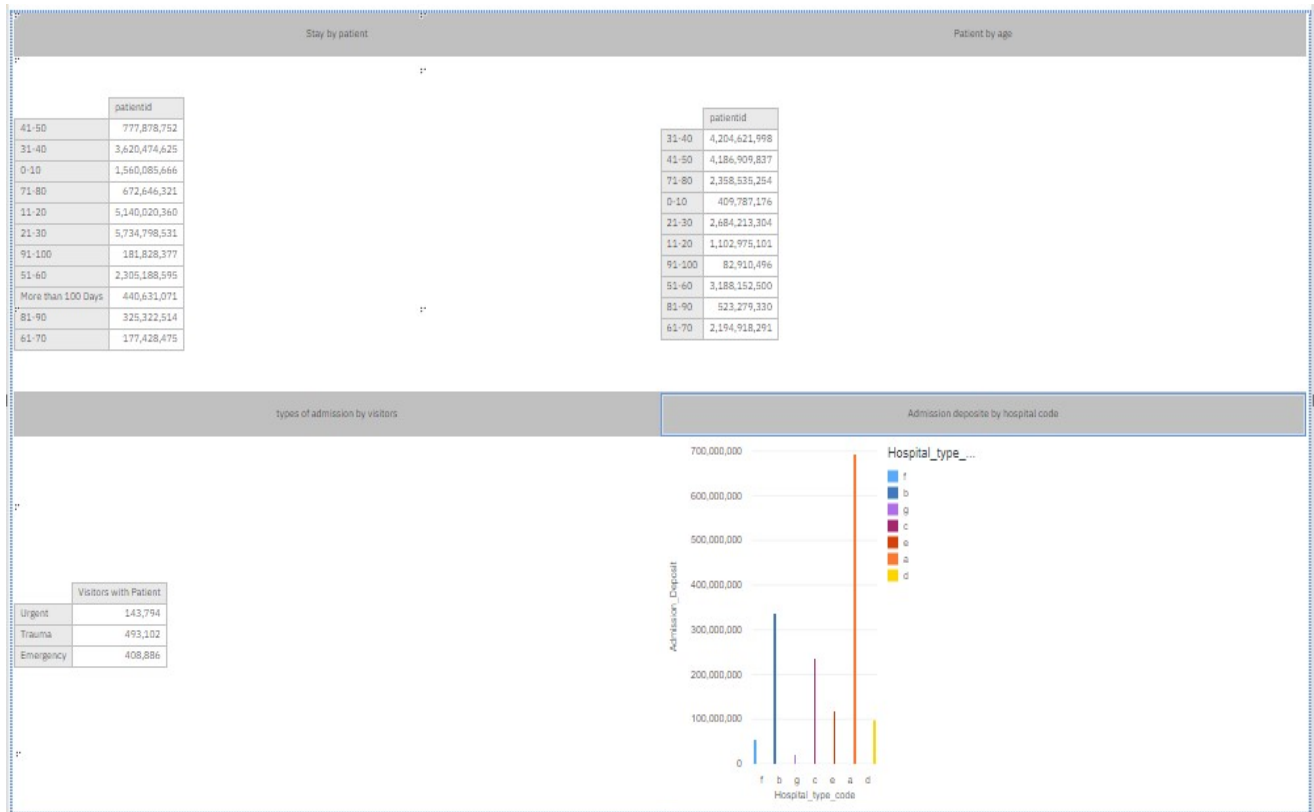 Stay by patient
Patient by age
patientid
41-50 777,878,752
31-40 3,620,474,625
0-10 1,560,085,666
71-80 672,646,321
11-20 5,140,020,360
21-30 5,734,798,531
91-100 181,828,377
51-60 2,305,188,595
More than 100 Days 440,631,071
81-90 325,322,514
61-70 177,428,475
patientid
31-40 4,204,621,998
41-50 4,186,909,837
71-80 2,358,535,254
0-10 409,787,176
21-30 2,684,213,304
11-20 1,102,975,101
91-100 82,910,496
51-60 3,188,152,500
81-90 523,279,330
61-70 2,194,918,291
types of admission by visitors
Admission deposite by hospital code
Visitors with Patient
Urgent 143,794
Trauma 493,102
Emergency 408,886
700,000,000
600,000,000
500,000,000
400,000,000
300,000,000
200,000,000
100,000,000
0
Admission_Deposit
f b g c e a d
Hospital_type_code
Hospital_type_...
f
b
g
c
e
a
d